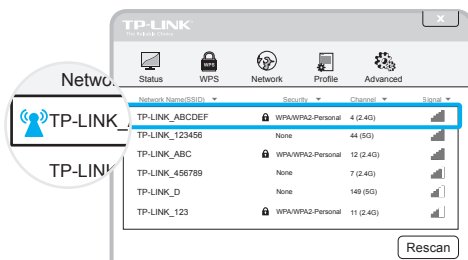 TP-LINK
The Reliable Choice
X
WPS
Status WPS Network Profile Advanced
Network Name(SSID) Security Channel Signal
TP-LINK_ABCDEF WPA/WPA2-Personal 4 (2.4G)
TP-LINK_123456 None 44 (5G)
TP-LINK_ABC WPA/WPA2-Personal 12 (2.4G)
TP-LINK_456789 None 7 (2.4G)
TP-LINK_D None 149 (5G)
TP-LINK_123 WPA/WPA2-Personal 11 (2.4G)
Rescan
Netwo
TP-LINK_
TP-LINK